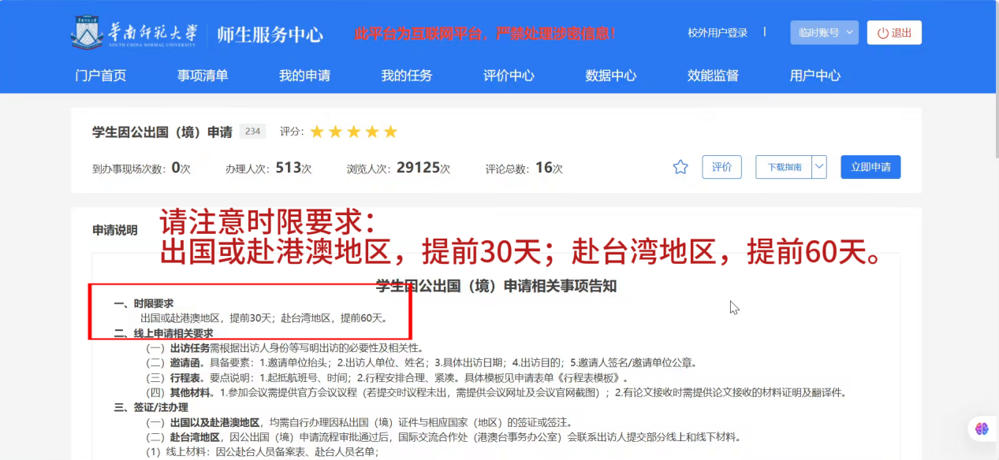 华南师范大学
SOUTH CHINA NORMAL UNIVERSITY
师生服务中心
此平台为互联网平台，严禁处理涉密信息！
校外用户登录
临时账号
退出
门户首页 事项清单 我的申请 我的任务 评价中心 数据中心 效能监督 用户中心
学生因公出国（境）申请 234 评分：
到办事现场次数：0次 办理人次：513次 浏览人次：29125次 评论总数：16次
评价 下载指南 立即申请
请注意时限要求：
申请说明
出国或赴港澳地区，提前30天；赴台湾地区，提前60天。
学生因公出国（境）申请相关事项告知
一、时限要求
出国或赴港澳地区，提前30天；赴台湾地区，提前60天。
二、线上申请相关要求
（一）出访任务需根据出访人身份等写明出访的必要性及相关性。
（二）邀请函。具备要素：1.邀请单位抬头；2.出访人单位、姓名；3.具体出访日期；4.出访目的；5.邀请人签名/邀请单位公章。
（三）行程表。要点说明：1.起抵航班号、时间；2.行程安排合理、紧凑。具体模板见申请表单《行程表模板》。
（四）其他材料。1.参加会议需提供官方会议议程（若提交时议程未出，需提供会议网址及会议官网截图）；2.有论文接收时需提供论文接收的材料证明及翻译件。
三、签证/注办理
（一）出国以及赴港澳地区，均需自行办理因私出国（境）证件与相应国家（地区）的签证或签注。
（二）赴台湾地区，因公出国（境）申请流程审批通过后，国际交流合作处（港澳台事务办公室）会联系出访人提交部分线上和线下材料。
（1）线上材料：因公赴台人员备案表、赴台人员名单；